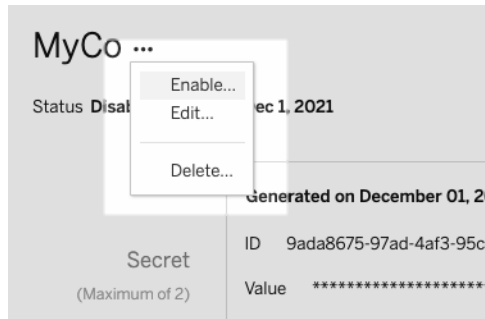 MyCo ...
Enable...
Status Disab ec 1, 2021
Edit...
Delete...
Generated on December 01, 2
ID 9ada8675-97ad-4af3-95c
Secret
(Maximum of 2)
Value ********************